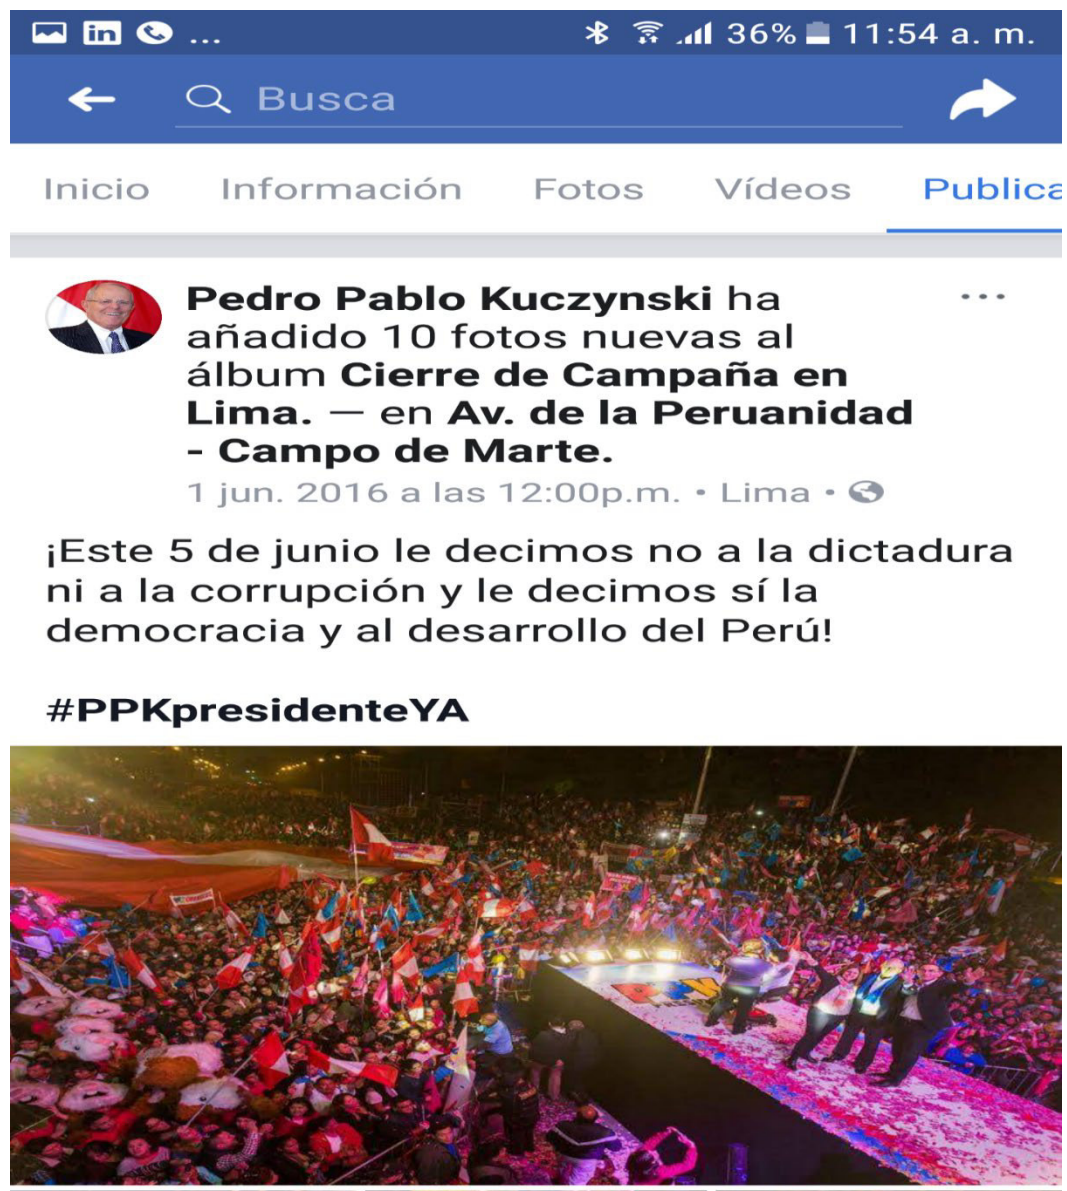 ... 36% 11:54 a. m.
Busca
Inicio Información Fotos Vídeos Publica
Pedro Pablo Kuczynski ha
añadido 10 fotos nuevas al
álbum Cierre de Campaña en
Lima. — en Av. de la Peruanidad
- Campo de Marte.
1 jun. 2016 a las 12:00p.m. • Lima •
¡Este 5 de junio le decimos no a la dictadura
ni a la corrupción y le decimos sí la
democracia y al desarrollo del Perú!
#PPKpresidenteYA